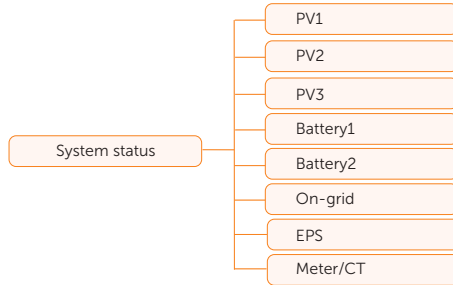 PV1
PV2
PV3
Battery1
System status
Battery2
On-grid
EPS
Meter/CT